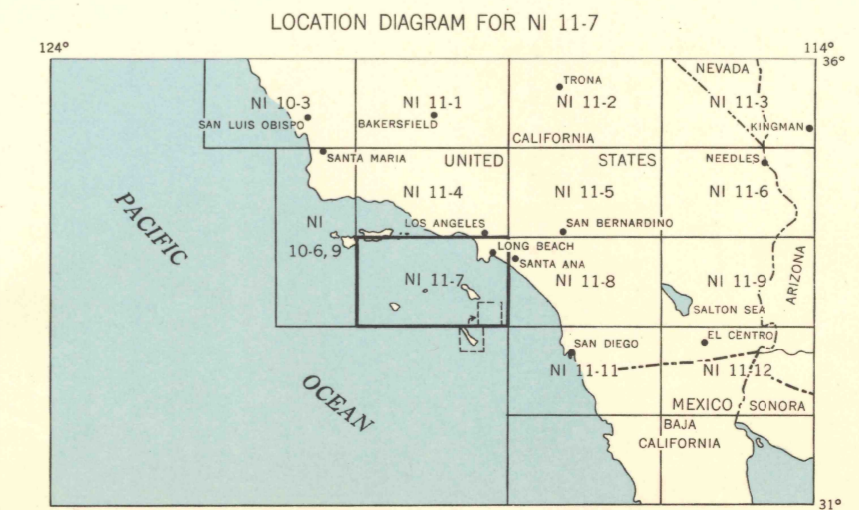 LOCATION DIAGRAM FOR NI 11-7
124°
114°
36°
NEVADA
TRONA
NI 10-3
NI 11-1
NI 11-2
NI 11-3
SAN LUIS OBISPO
BAKERSFIELD
KINGMAN
CALIFORNIA
SANTA MARIA
UNITED
STATES
NEEDLES
NI 11-4
NI 11-5
NI 11-6
PACIFIC
NI
10-6, 9
LOS ANGELES
SAN BERNARDINO
LONG BEACH
SANTA ANA
ARIZONA
NI 11-7
NI 11-8
NI 11-9
SALTON SEA
EL CENTRO
SAN DIEGO
NI 11-11
NI 11-12
OCEAN
MEXICO
SONORA
BAJA
CALIFORNIA
31°